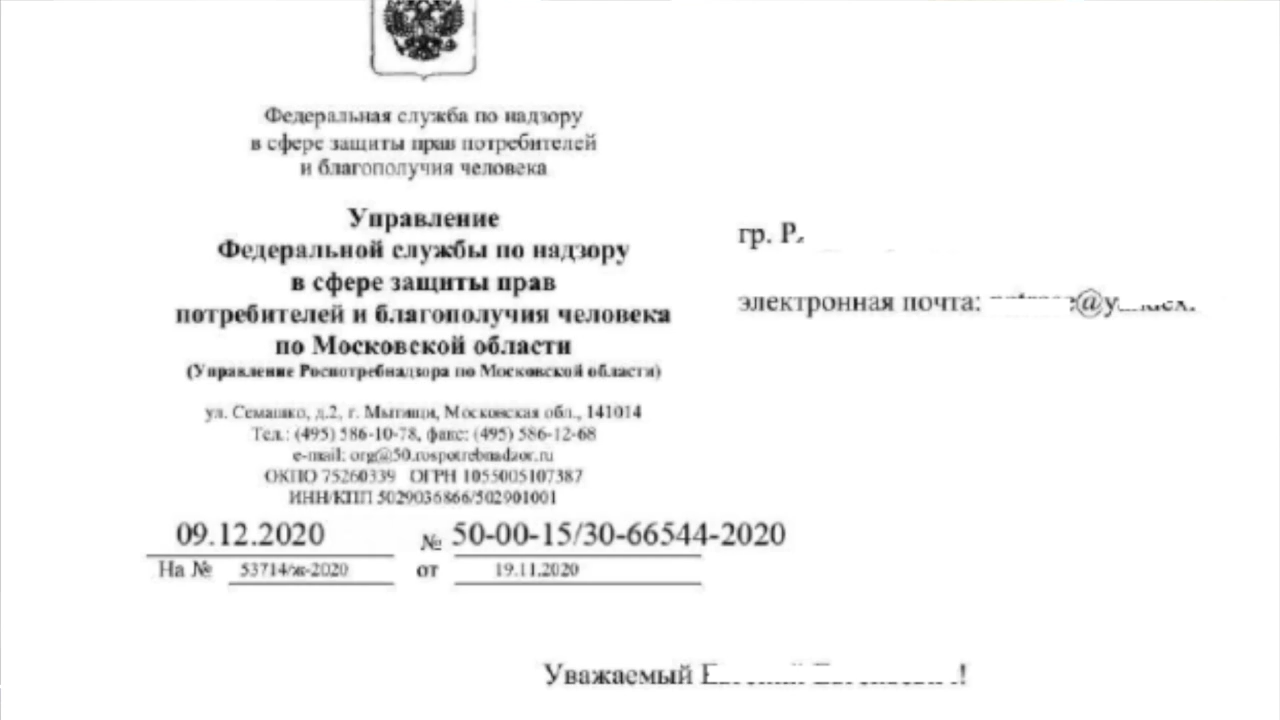 Федеральная служба по надзору
в сфере защиты прав потребителей
и благополучия человека
Управление
Федеральной службы по надзору
в сфере защиты прав
потребителей и благополучия человека
по Московской области
(Управление Роспотребнадзора по Московской области)
ул. Семашко, д.2, г. Мытищи, Московская обл., 141014
Тел.: (495) 586-10-78, факс: (495) 586-12-68
e-mail: org@50.rospotrebnadzor.ru
ОКПО 75260339 ОГРН 1055005107387
ИНН/КПП 5029036866/502901001
09.12.2020 № 50-00-15/30-66544-2020
На № 53714/ж-2020 от 19.11.2020
гр.
электронная почта:
Уважаемый !